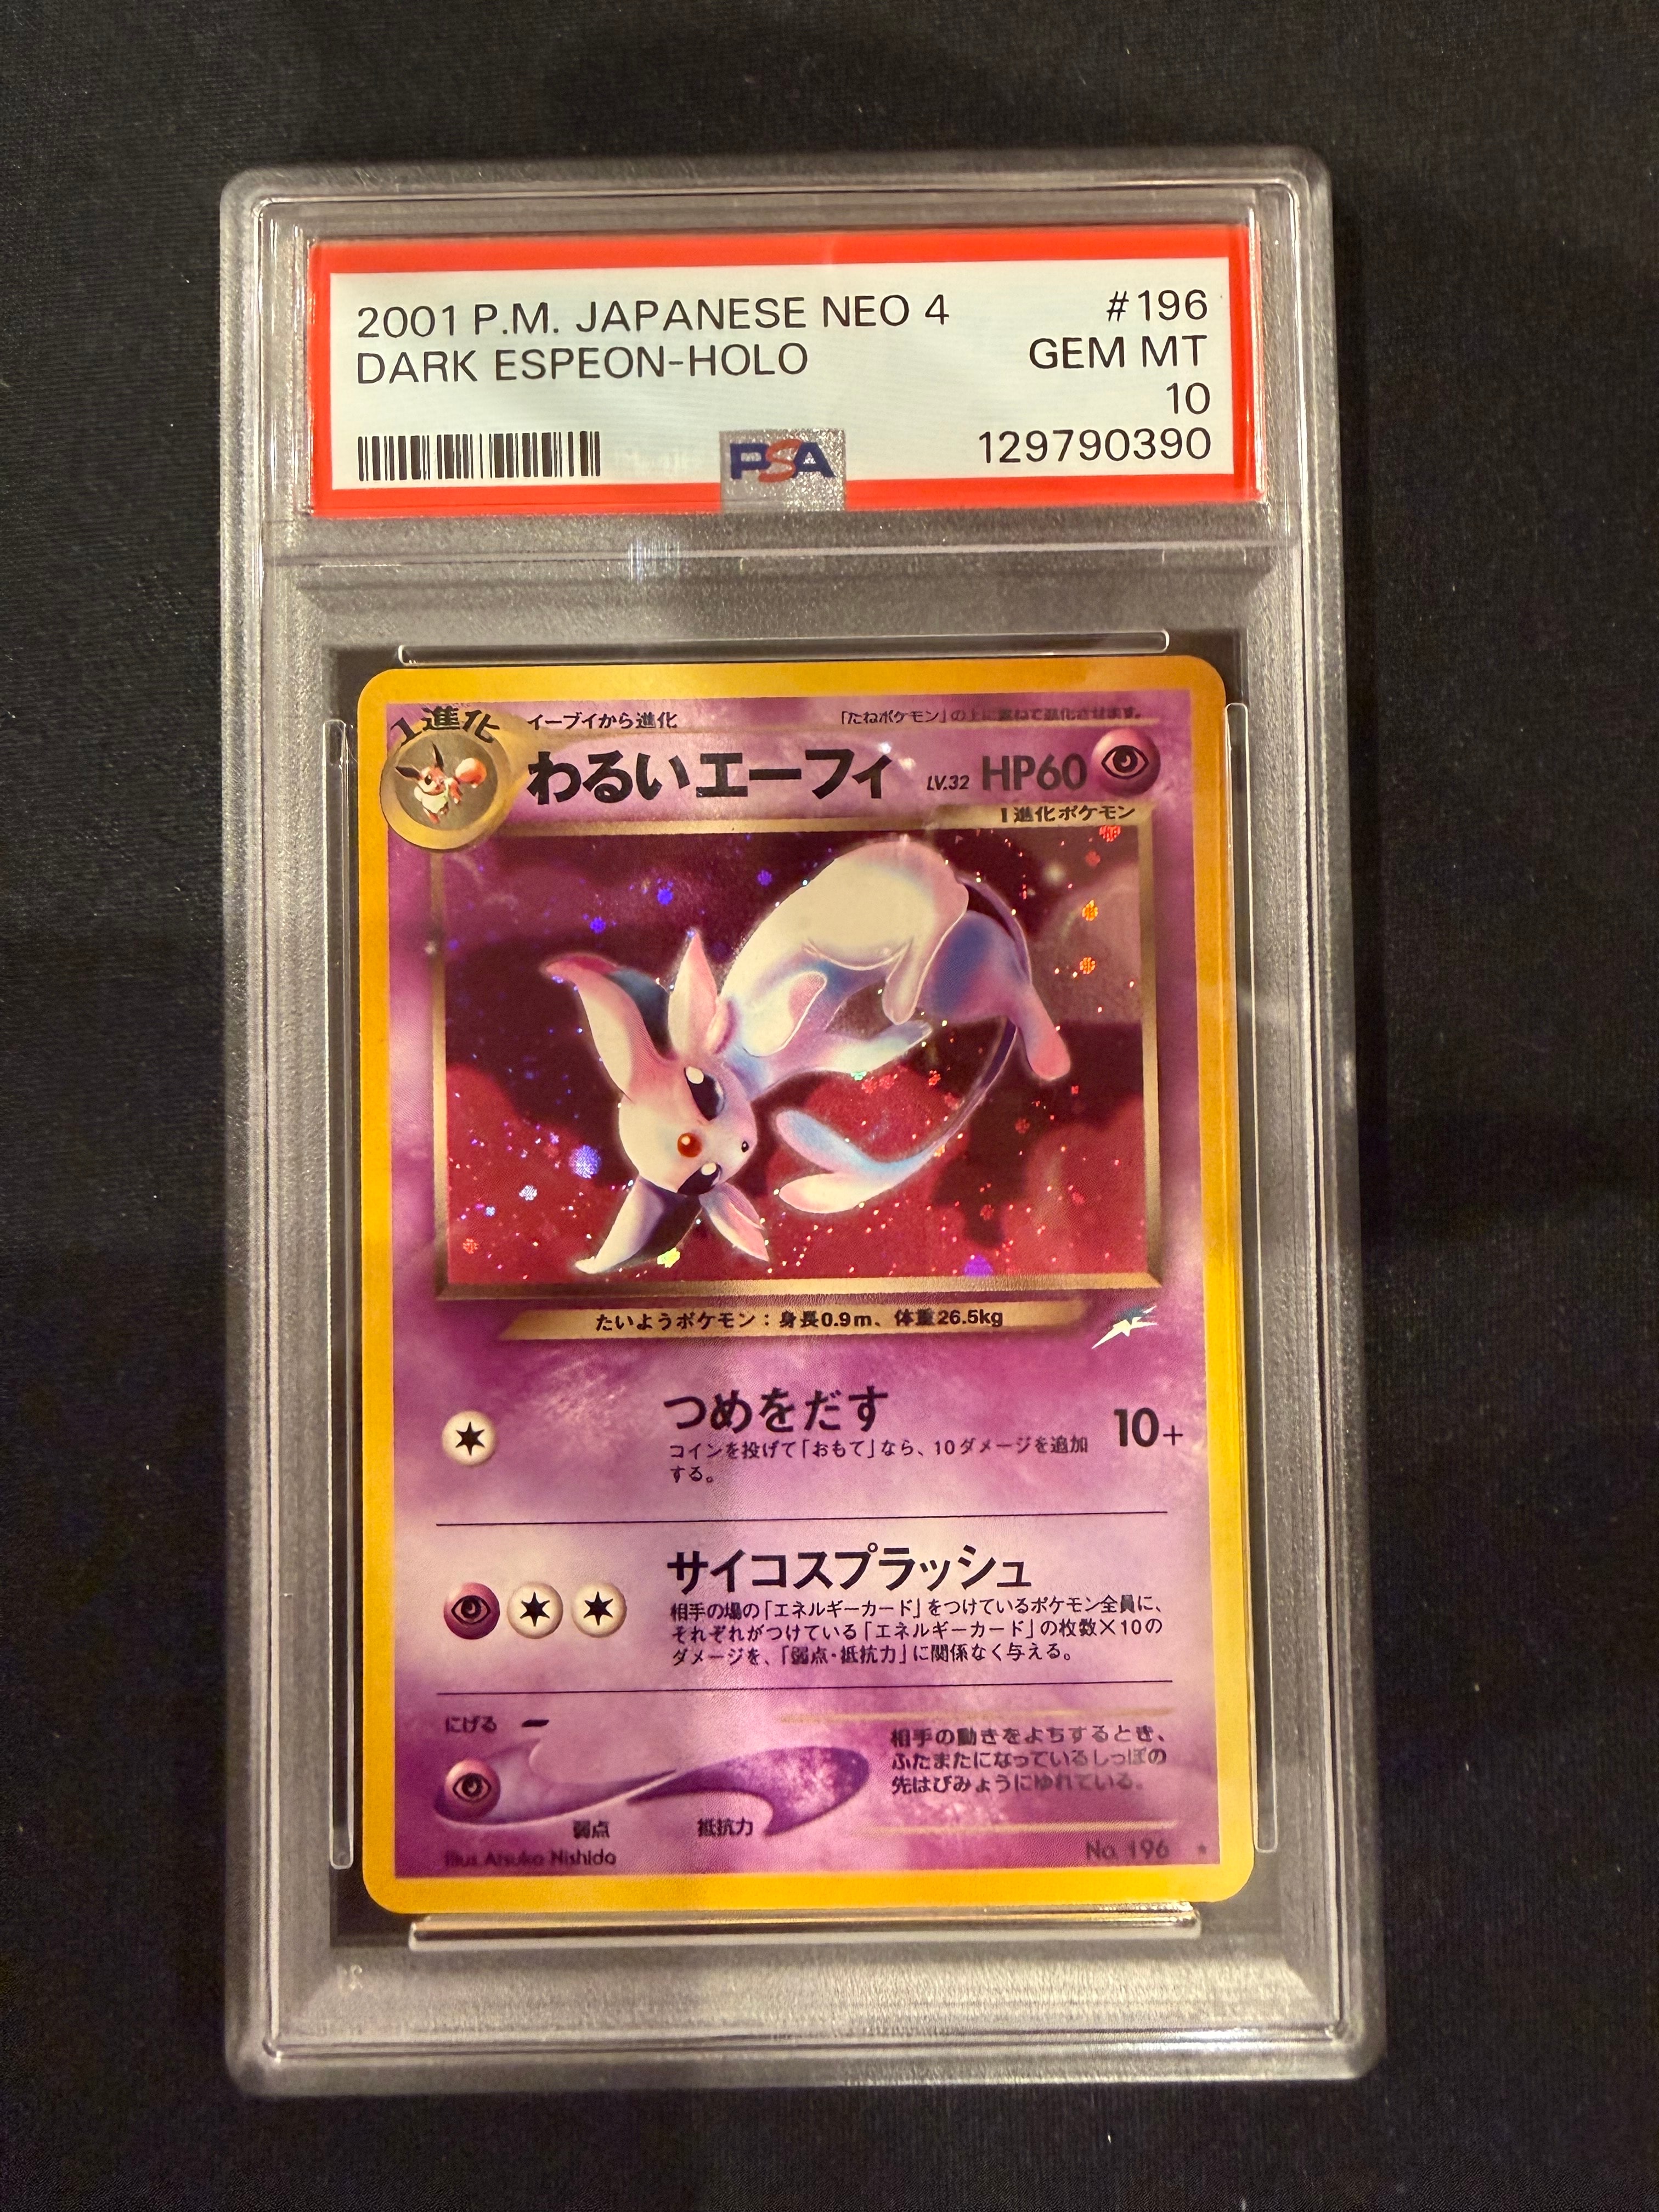 2001 P.M. JAPANESE NEO 4 #196
DARK ESPEON-HOLO GEM MT
10
PSA 129790390
1進化 イーブイから進化 「たねポケモン」の上に重ねて進化させます。
わるいエーフィ LV.32 HP60
1進化ポケモン
たいようポケモン：身長0.9m、体重26.5kg
つめをだす 10+
コインを投げて「おもて」なら、10ダメージを追加
する。
サイコスプラッシュ
相手の場の「エネルギーカード」をつけているポケモン全員に、
それぞれがつけている「エネルギーカード」の枚数×10の
ダメージを、「弱点・抵抗力」に関係なく与える。
にげる
相手の動きをよちするとき、
ふたまたになっているしっぽの
先はびみょうにゆれている。
弱点 抵抗力
Illus Atsuko Nishida No. 196